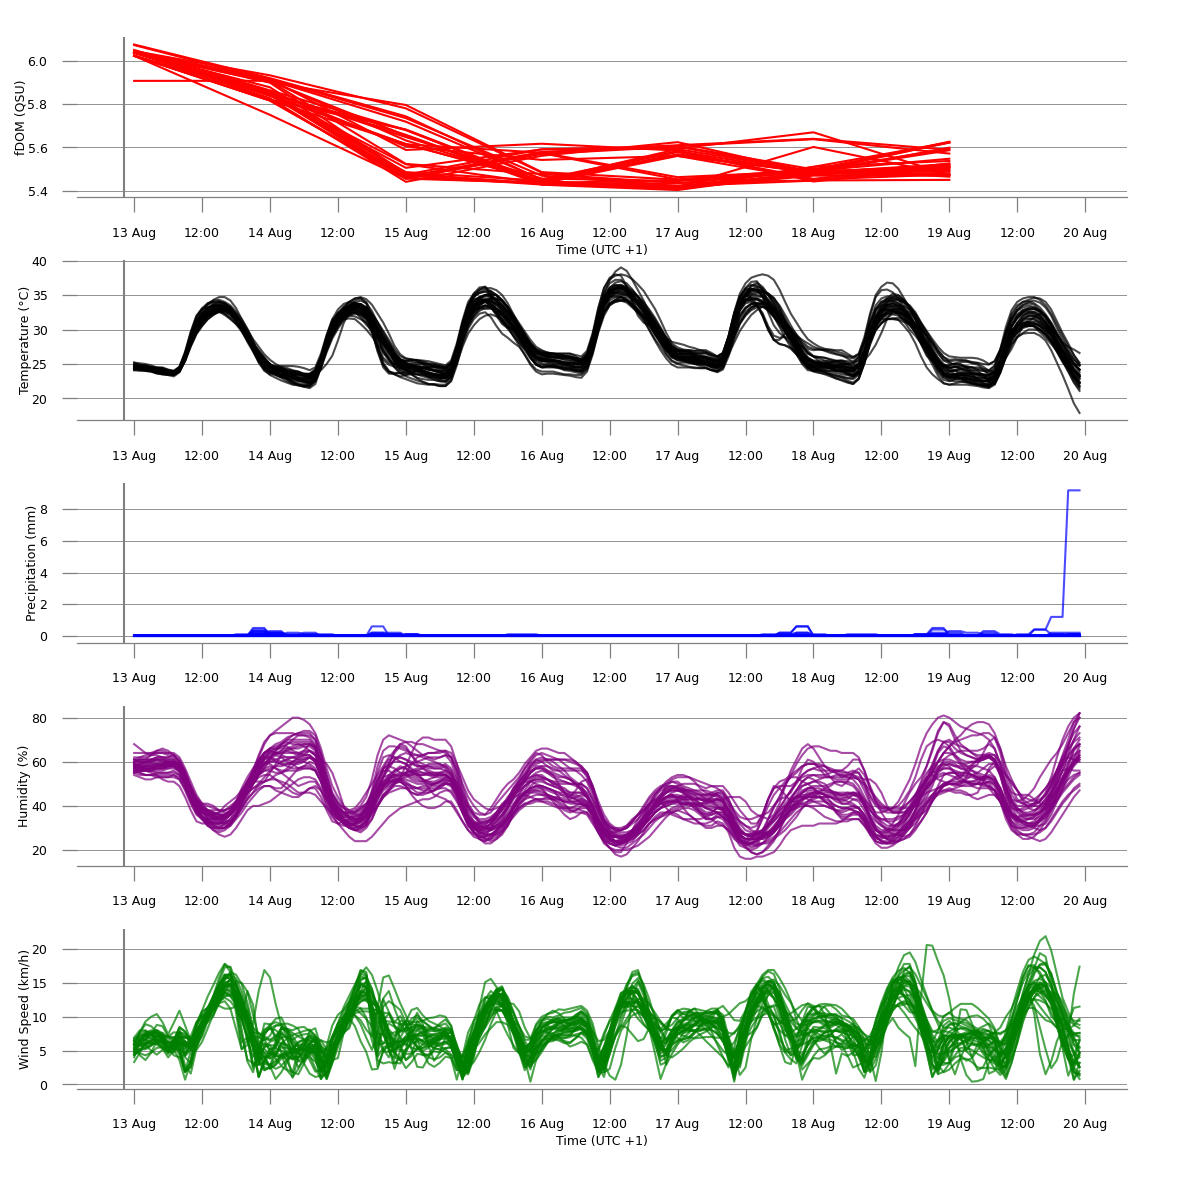 fDOM (QSU)
6.0
5.8
5.6
5.4
13 Aug 12:00 14 Aug 12:00 15 Aug 12:00 16 Aug 12:00 17 Aug 12:00 18 Aug 12:00 19 Aug 12:00 20 Aug
Time (UTC +1)
Temperature (°C)
40
35
30
25
20
13 Aug 12:00 14 Aug 12:00 15 Aug 12:00 16 Aug 12:00 17 Aug 12:00 18 Aug 12:00 19 Aug 12:00 20 Aug
Precipitation (mm)
8
6
4
2
0
13 Aug 12:00 14 Aug 12:00 15 Aug 12:00 16 Aug 12:00 17 Aug 12:00 18 Aug 12:00 19 Aug 12:00 20 Aug
Humidity (%)
80
60
40
20
13 Aug 12:00 14 Aug 12:00 15 Aug 12:00 16 Aug 12:00 17 Aug 12:00 18 Aug 12:00 19 Aug 12:00 20 Aug
Wind Speed (km/h)
20
15
10
5
0
13 Aug 12:00 14 Aug 12:00 15 Aug 12:00 16 Aug 12:00 17 Aug 12:00 18 Aug 12:00 19 Aug 12:00 20 Aug
Time (UTC +1)